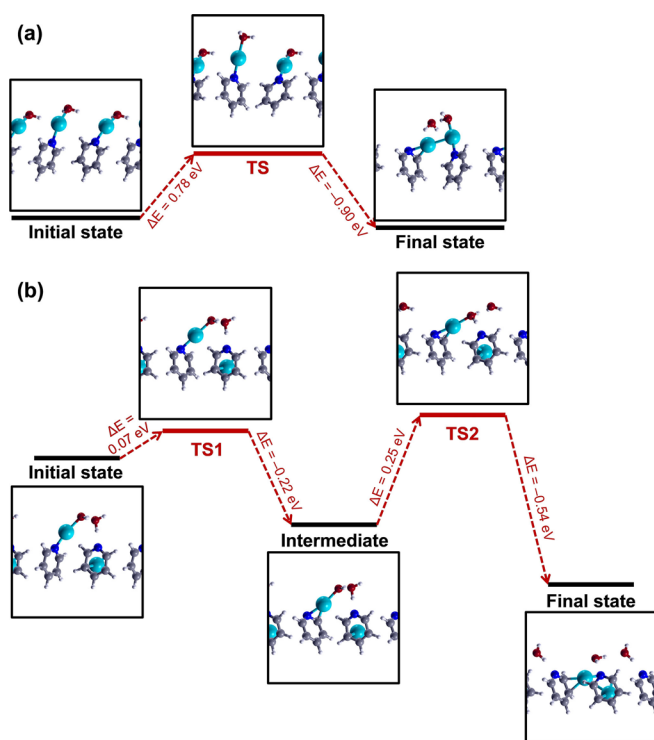 (a)
ΔE = 0.78 eV
TS
ΔE = –0.90 eV
Initial state
Final state
(b)
ΔE =
0.07 eV
TS1
ΔE = –0.22 eV
ΔE = 0.25 eV
TS2
ΔE = –0.54 eV
Initial state
Intermediate
Final state